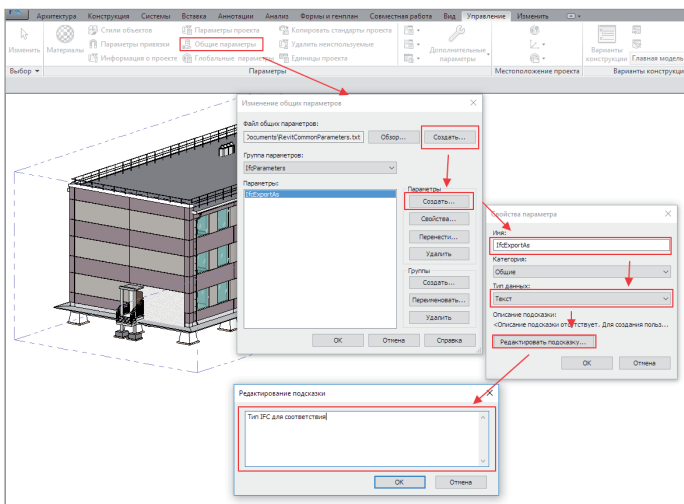 Архитектура Конструкция Системы Вставка Аннотации Анализ Формы и генплан Совместная работа Вид Управление Изменить
Изменить
Материалы
Стили объектов
Параметры привязки
Информация о проекте
Параметры проекта
Общие параметры
Глобальные параметры
Копировать стандарты проекта
Удалить неиспользуемые
Единицы проекта
Дополнительные
параметры
Варианты
конструкции
Главная модель
Выбор
Параметры
Местоположение проекта
Варианты конструкци
Изменение общих параметров
Файл общих параметров:
Documents\RevitCommonParameters.txt
Обзор...
Создать...
Группа параметров:
IfcParameters
Параметры:
IfcExportAs
Параметры
Создать...
Свойства...
Перенести...
Удалить
Группы
Создать...
Переименовать...
Удалить
ОК
Отмена
Справка
Свойства параметра
Имя:
IfcExportAs
Категория:
Общие
Тип данных:
Текст
Описание подсказки:
<Описание подсказки отсутствует. Для создания польз...
Редактировать подсказку...
ОК
Отмена
Редактирование подсказки
Тип IFC для соответствия
ОК
Отмена